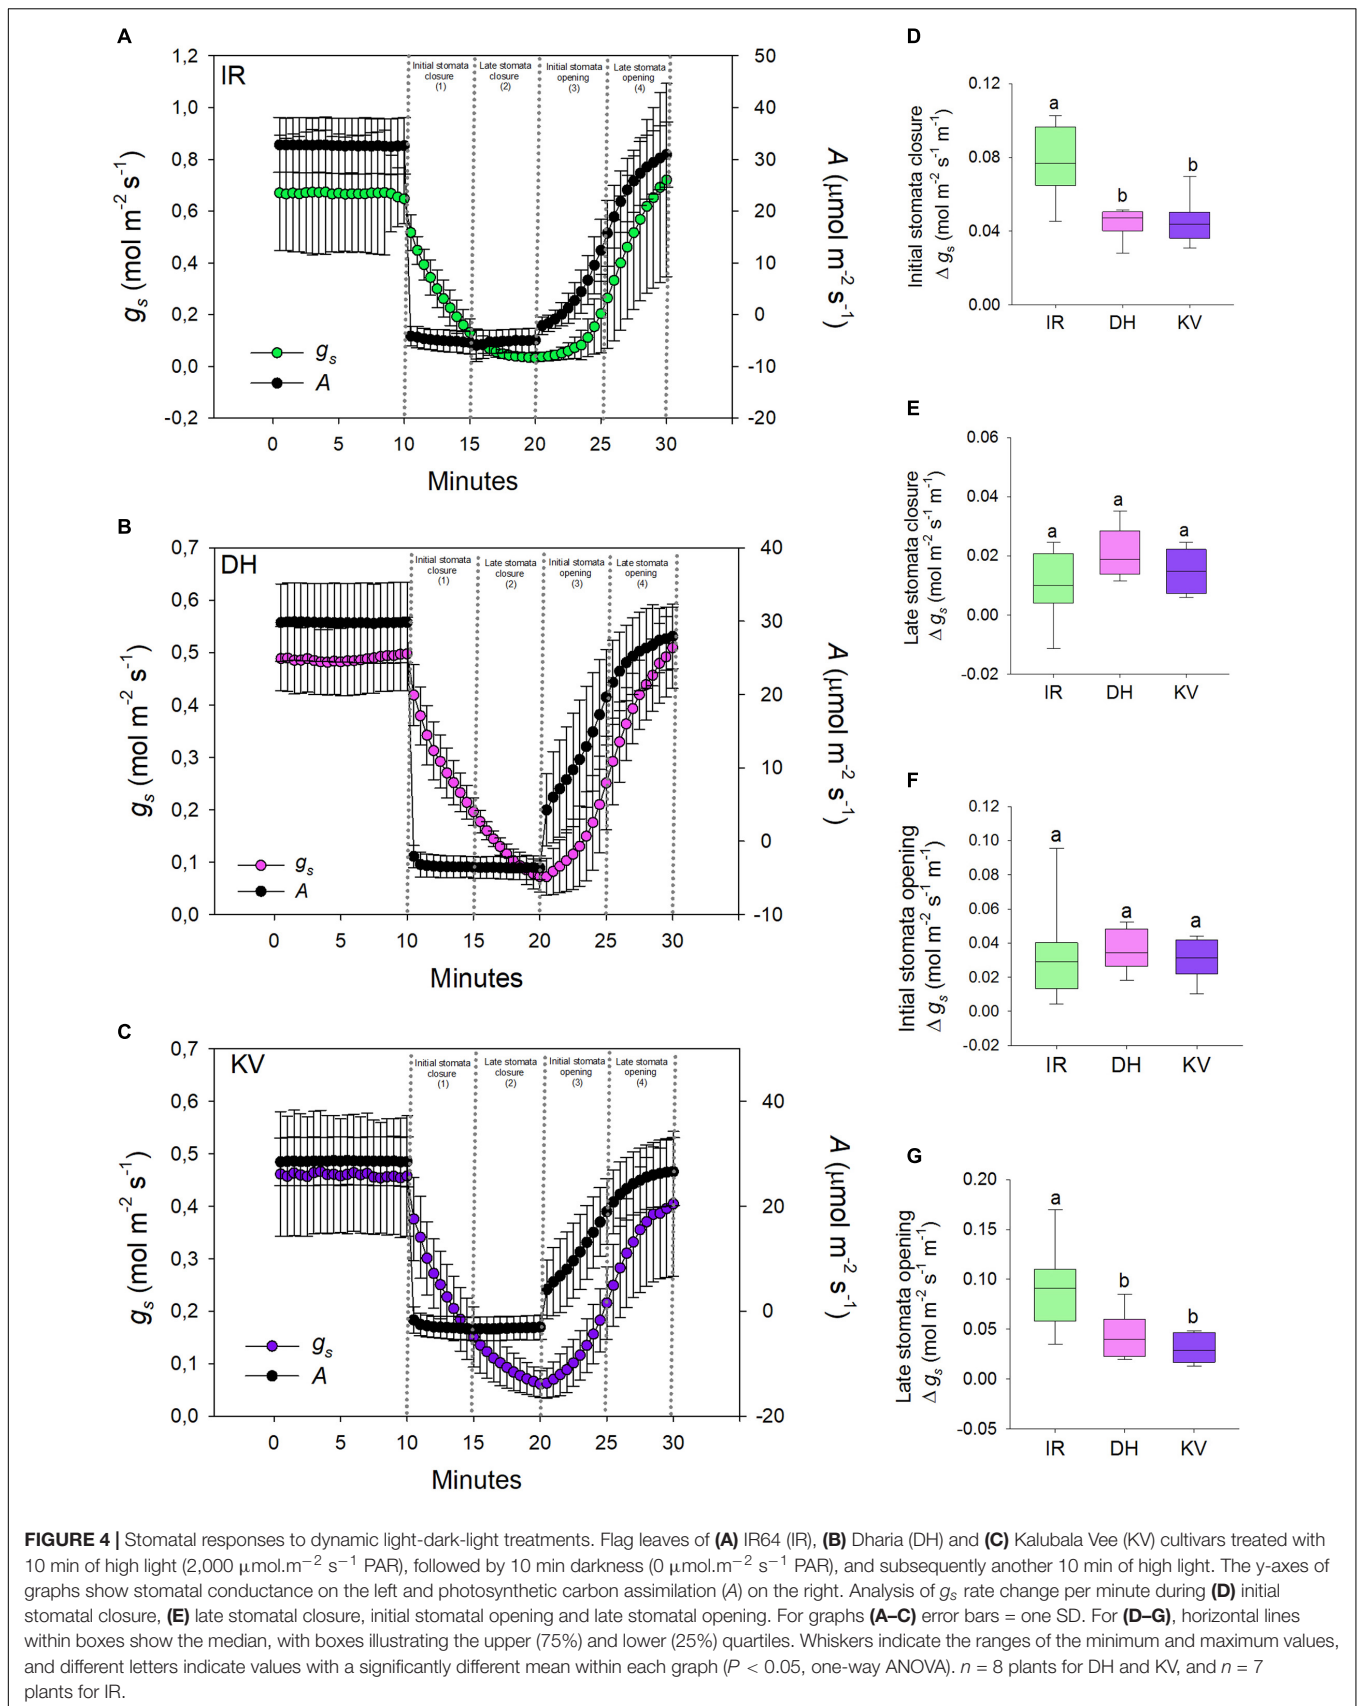 A
IR
1,2
1,0
0,8
0,6
0,4
0,2
0,0
-0,2
gs (mol m-2 s-1)
50
40
30
20
10
0
-10
-20
A (μmol m-2 s-1)
Initial stomata
closure
(1)
Late stomata
closure
(2)
Initial stomata
opening
(3)
Late stomata
opening
(4)
gs
A
0 5 10 15 20 25 30
Minutes
B
DH
0,7
0,6
0,5
0,4
0,3
0,2
0,1
0,0
gs (mol m-2 s-1)
40
30
20
10
0
-10
A (μmol m-2 s-1)
Initial stomata
closure
(1)
Late stomata
closure
(2)
Initial stomata
opening
(3)
Late stomata
opening
(4)
gs
A
0 5 10 15 20 25 30
Minutes
C
KV
0,7
0,6
0,5
0,4
0,3
0,2
0,1
0,0
gs (mol m-2 s-1)
40
20
0
-20
A (μmol m-2 s-1)
Initial stomata
closure
(1)
Late stomata
closure
(2)
Initial stomata
opening
(3)
Late stomata
opening
(4)
gs
A
0 5 10 15 20 25 30
Minutes
D
Initial stomata closure
Δ gs (mol m-2 s-1 m-1)
0.12
0.08
0.04
0.00
a
b
b
IR DH KV
E
Late stomata closure
Δ gs (mol m-2 s-1 m-1)
0.06
0.04
0.02
0.00
-0.02
a
a
a
IR DH KV
F
Intial stomata opening
Δ gs (mol m-2 s-1 m-1)
0.12
0.10
0.08
0.06
0.04
0.02
0.00
-0.02
a
a
a
IR DH KV
G
Late stomata opening
Δ gs (mol m-2 s-1 m-1)
0.20
0.15
0.10
0.05
0.00
-0.05
a
b
b
IR DH KV
FIGURE 4 | Stomatal responses to dynamic light-dark-light treatments. Flag leaves of (A) IR64 (IR), (B) Dharia (DH) and (C) Kalubala Vee (KV) cultivars treated with
10 min of high light (2,000 μmol.m−2 s−1 PAR), followed by 10 min darkness (0 μmol.m−2 s−1 PAR), and subsequently another 10 min of high light. The y-axes of
graphs show stomatal conductance on the left and photosynthetic carbon assimilation (A) on the right. Analysis of gs rate change per minute during (D) initial
stomatal closure, (E) late stomatal closure, initial stomatal opening and late stomatal opening. For graphs (A–C) error bars = one SD. For (D–G), horizontal lines
within boxes show the median, with boxes illustrating the upper (75%) and lower (25%) quartiles. Whiskers indicate the ranges of the minimum and maximum values,
and different letters indicate values with a significantly different mean within each graph (P < 0.05, one-way ANOVA). n = 8 plants for DH and KV, and n = 7
plants for IR.